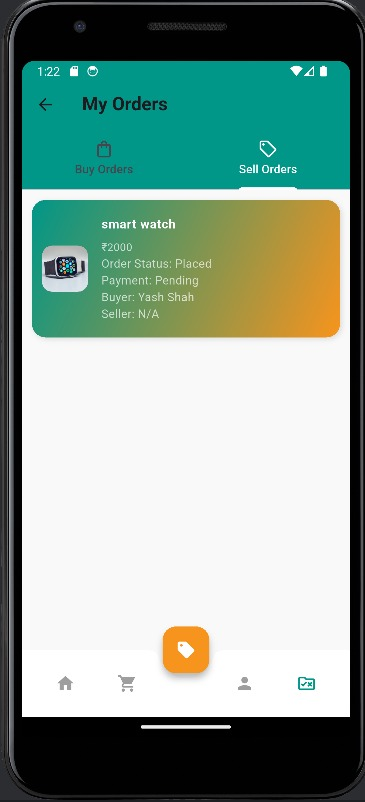 1:22
My Orders
Buy Orders
Sell Orders
smart watch
₹2000
Order Status: Placed
Payment: Pending
Buyer: Yash Shah
Seller: N/A